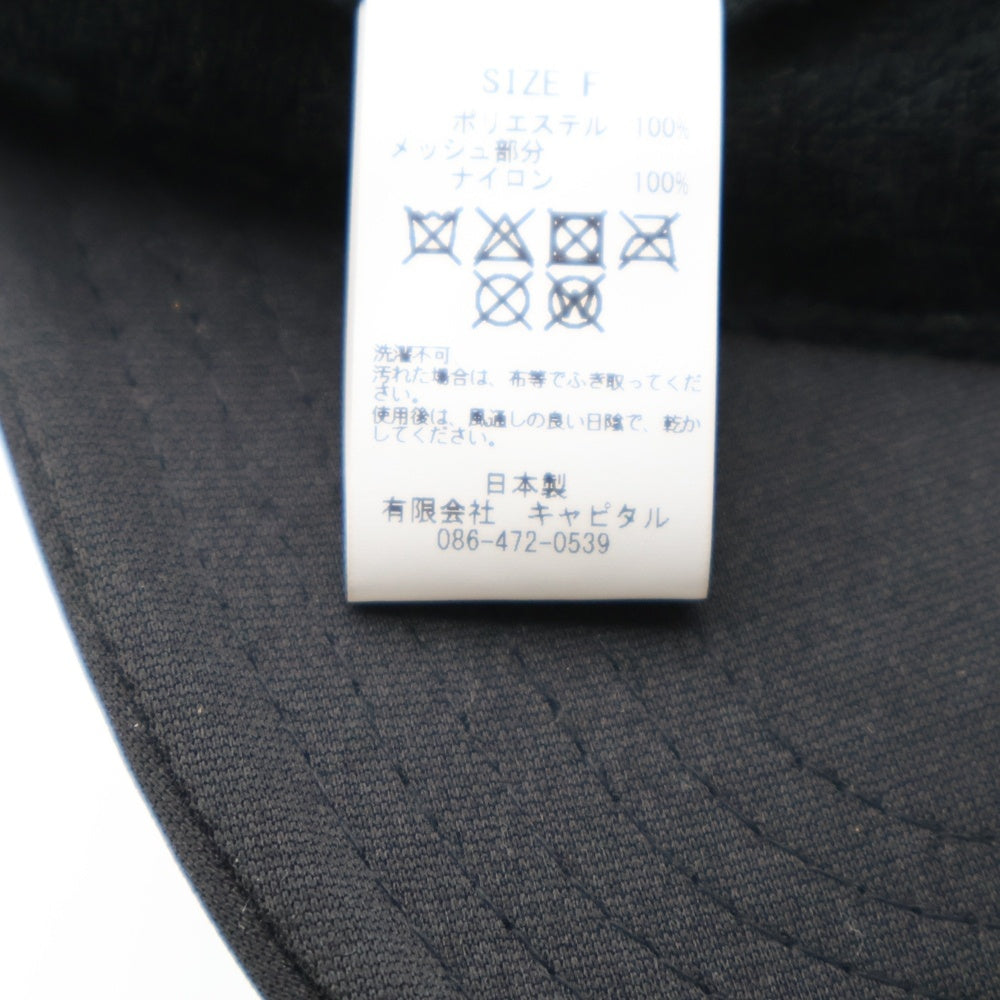 SIZE F
ポリエステル 100%
メッシュ部分
ナイロン 100%
洗濯不可
汚れた場合は、布等でふき取ってくだ
さい。
使用後は、風通しの良い日陰で、乾か
してください。
日本製
有限会社 キャピタル
086-472-0539